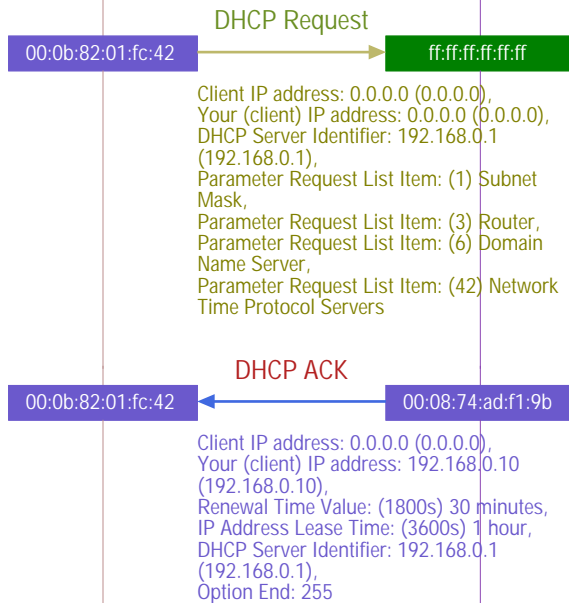 DHCP Request
00:0b:82:01:fc:42
ff:ff:ff:ff:ff:ff
Client IP address: 0.0.0.0 (0.0.0.0),
Your (client) IP address: 0.0.0.0 (0.0.0.0),
DHCP Server Identifier: 192.168.0.1
(192.168.0.1),
Parameter Request List Item: (1) Subnet
Mask,
Parameter Request List Item: (3) Router,
Parameter Request List Item: (6) Domain
Name Server,
Parameter Request List Item: (42) Network
Time Protocol Servers
DHCP ACK
00:0b:82:01:fc:42
00:08:74:ad:f1:9b
Client IP address: 0.0.0.0 (0.0.0.0),
Your (client) IP address: 192.168.0.10
(192.168.0.10),
Renewal Time Value: (1800s) 30 minutes,
IP Address Lease Time: (3600s) 1 hour,
DHCP Server Identifier: 192.168.0.1
(192.168.0.1),
Option End: 255